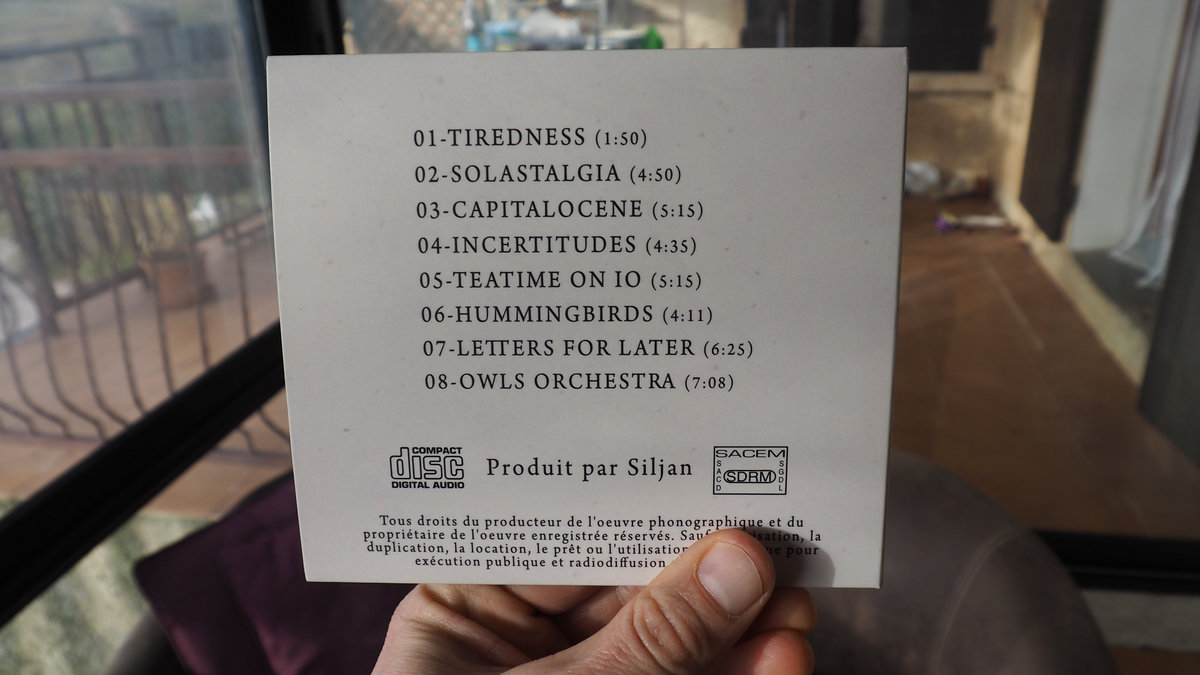 01-TIREDNESS (1:50)
02-SOLASTALGIA (4:50)
03-CAPITALOCENE (5:15)
04-INCERTITUDES (4:35)
05-TEATIME ON IO (5:15)
06-HUMMINGBIRDS (4:11)
07-LETTERS FOR LATER (6:25)
08-OWLS ORCHESTRA (7:08)
COMPACT
disc
DIGITAL AUDIO
Produit par Siljan
SACEM
SACD
SDRM
SGDL
Tous droits du producteur de l'oeuvre phonographique et du
propriétaire de l'oeuvre enregistrée réservés. Sauf la
duplication, la location, le prêt ou l'utilisation pour
exécution publique et radiodiffusion